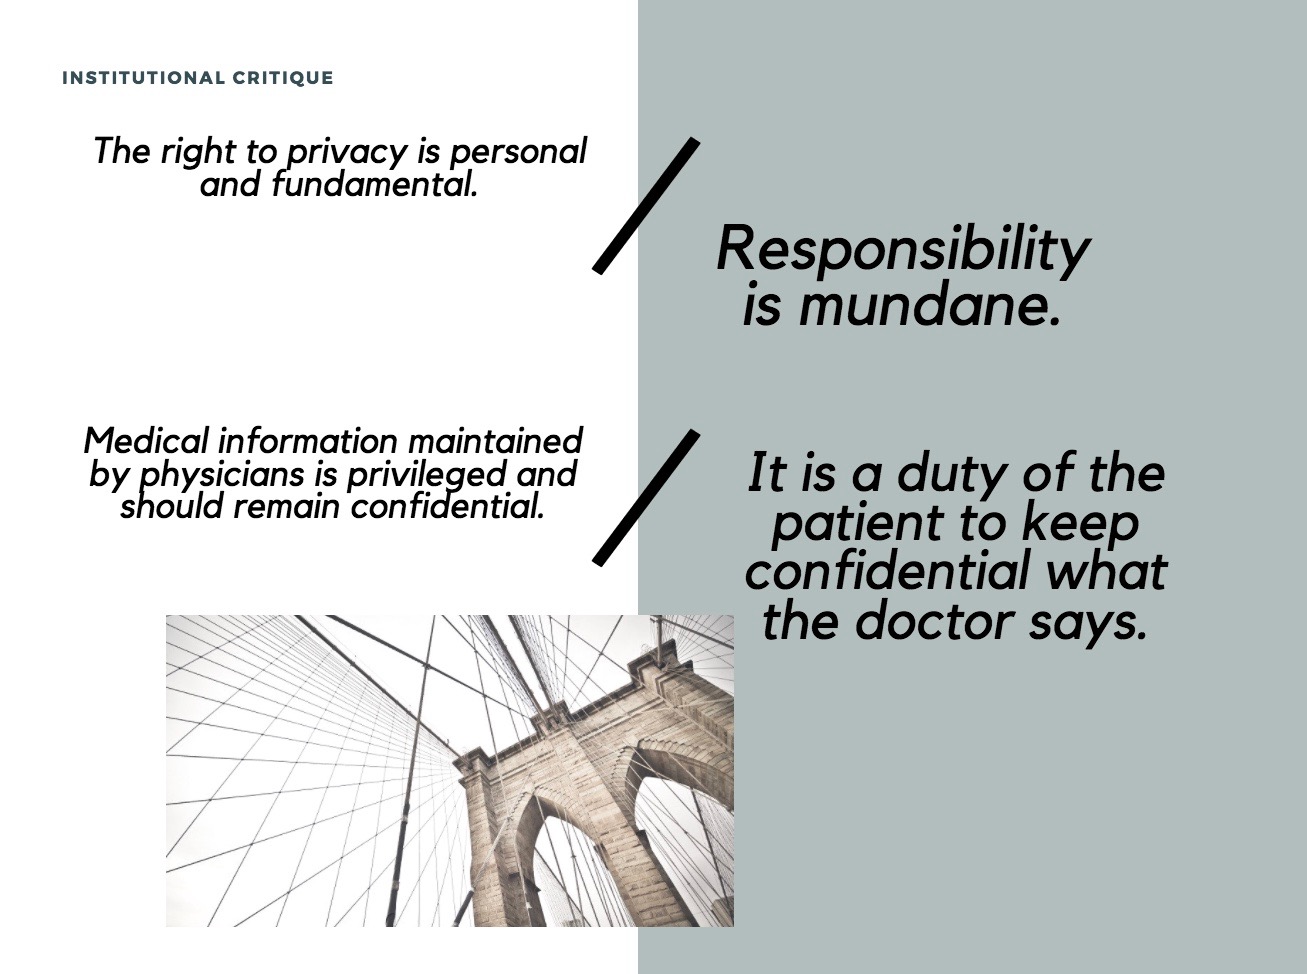 INSTITUTIONAL CRITIQUE
The right to privacy is personal
and fundamental.
Responsibility
is mundane.
Medical information maintained
by physicians is privileged and
should remain confidential.
It is a duty of the
patient to keep
confidential what
the doctor says.